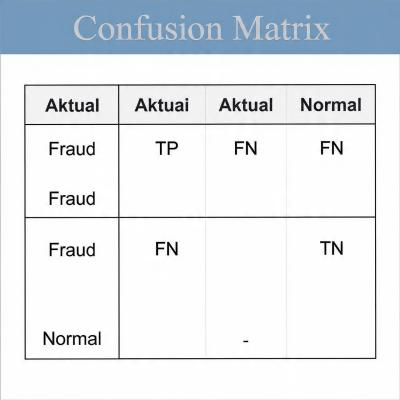 Confusion Matrix
Aktual Aktuai Aktual Normal
Fraud TP FN FN
Fraud
Fraud FN TN
Normal -